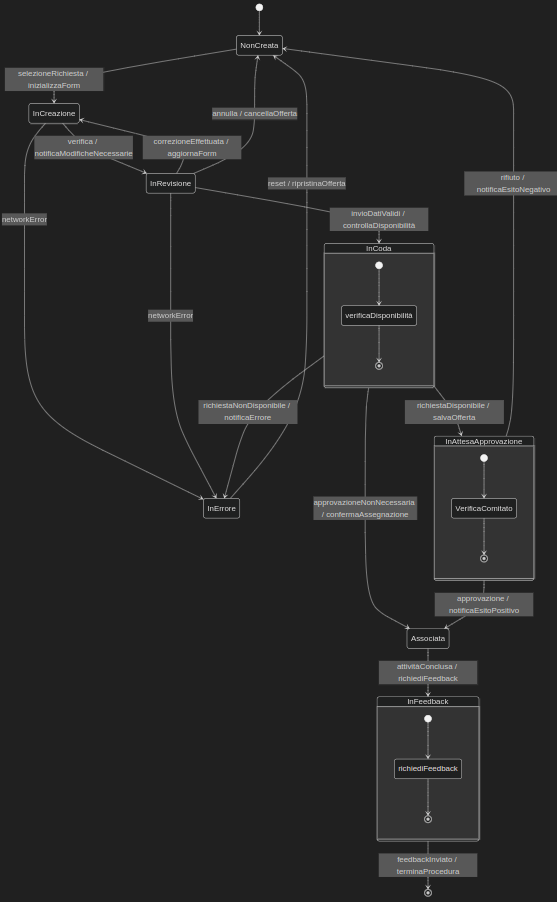 NonCreata
selezioneRichiesta /
inizializzaForm
InCreazione
annulla / cancellaOfferta
verifica /
notificaModificheNecessarie
correzioneEffettuata /
aggiornaForm
InRevisione
reset / ripristinaOfferta
rifiuto /
notificaEsitoNegativo
networkError
invioDatiValidi /
controllaDisponibilità
InCoda
verificaDisponibilità
networkError
richiestaNonDisponibile /
notificaErrore
richiestaDisponibile /
salvaOfferta
InAttesaApprovazione
InErrore
approvazioneNonNecessaria
/ confermaAssegnazione
VerificaComitato
approvazione /
notificaEsitoPositivo
Associata
attivitàConclusa /
richiediFeedback
InFeedback
richiediFeedback
feedbackInviato /
terminaProcedura